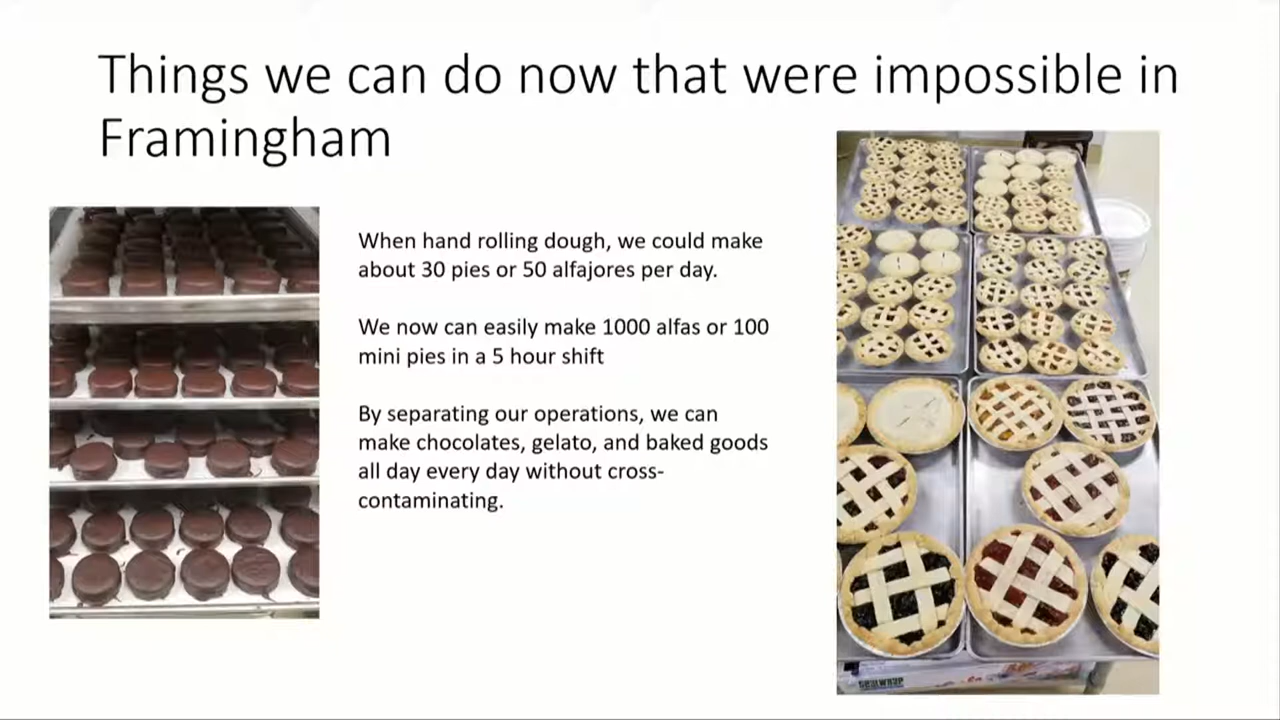 Things we can do now that were impossible in
Framingham
When hand rolling dough, we could make
about 30 pies or 50 alfajores per day.
We now can easily make 1000 alfas or 100
mini pies in a 5 hour shift
By separating our operations, we can
make chocolates, gelato, and baked goods
all day every day without cross-
contaminating.